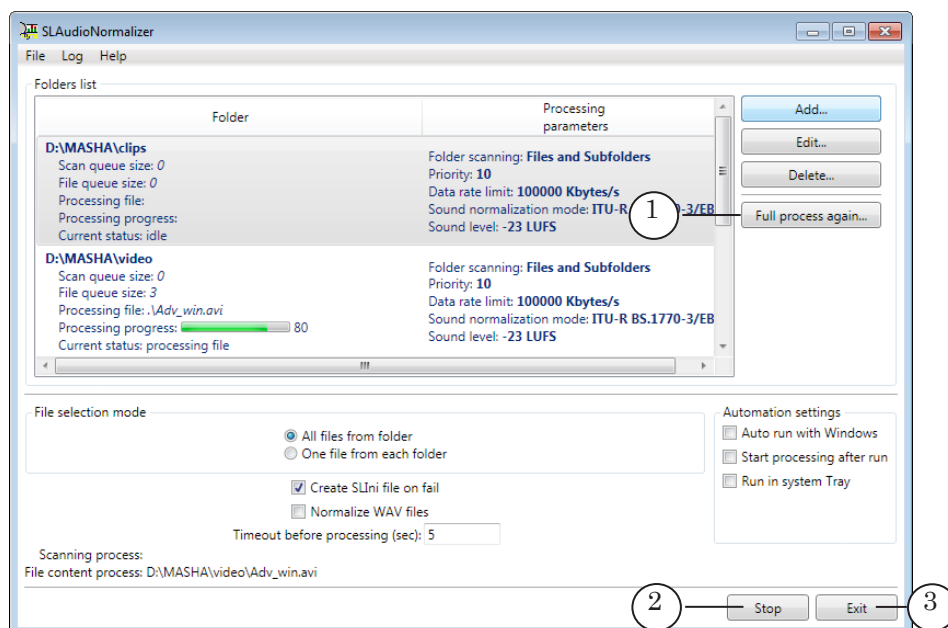 SLAudioNormalizer
File Log Help
Folders list
Folder
Processing
parameters
Add...
Edit...
Delete...
Full process again...
D:\MASHA\clips
Scan queue size: 0
File queue size: 0
Processing file:
Processing progress:
Current status: idle
Folder scanning: Files and Subfolders
Priority: 10
Data rate limit: 100000 Kbytes/s
Sound normalization mode: ITU-R 0-3/EB
Sound level: -23 LUFS
1
D:\MASHA\video
Scan queue size: 0
File queue size: 3
Processing file: .\Adv_win.avi
Processing progress: 80
Current status: processing file
Folder scanning: Files and Subfolders
Priority: 10
Data rate limit: 100000 Kbytes/s
Sound normalization mode: ITU-R BS.1770-3/EB
Sound level: -23 LUFS
File selection mode
All files from folder
One file from each folder
Automation settings
Auto run with Windows
Start processing after run
Run in system Tray
Create SLIni file on fail
Normalize WAV files
Timeout before processing (sec): 5
Scanning process:
File content process: D:\MASHA\video\Adv_win.avi
2
Stop
Exit
3